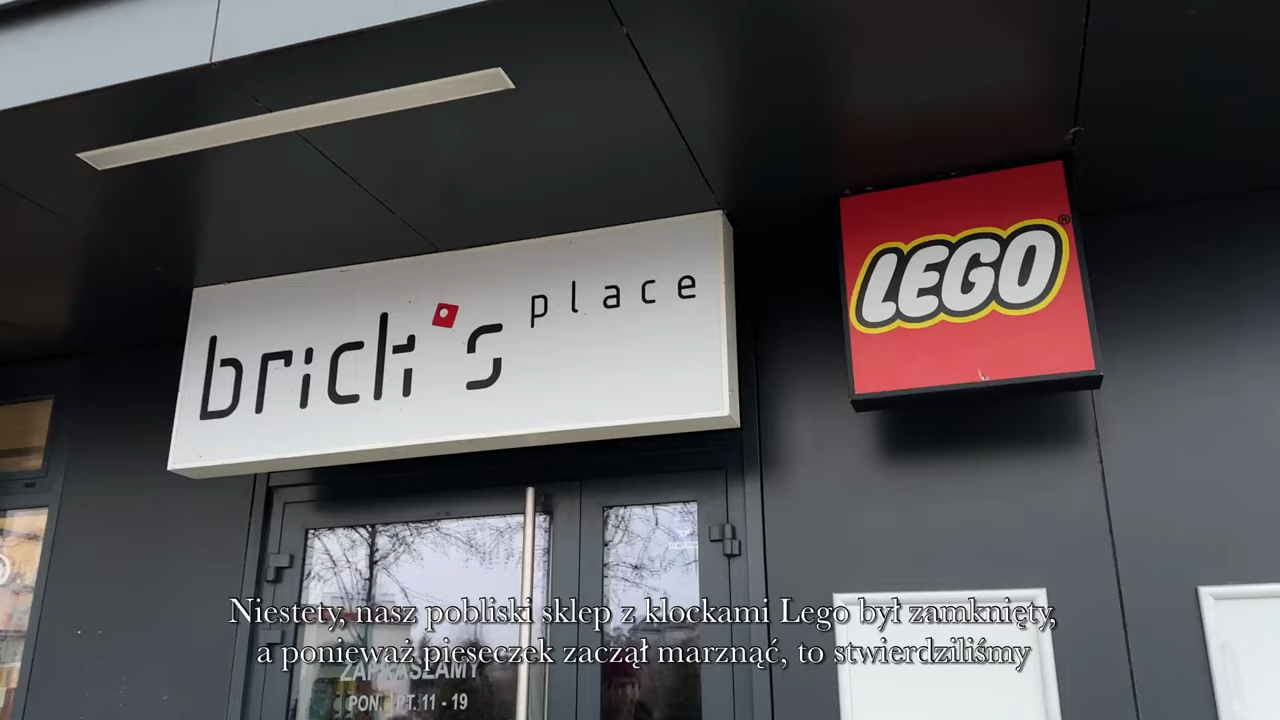 brick's place
LEGO®
ZAPRASZAMY
PON. PT. 11 - 19
Niestety, nasz pobliski sklep z klockami Lego był zamknięty,
a ponieważ pieseczek zaczął marznąć, to stwierdziliśmy